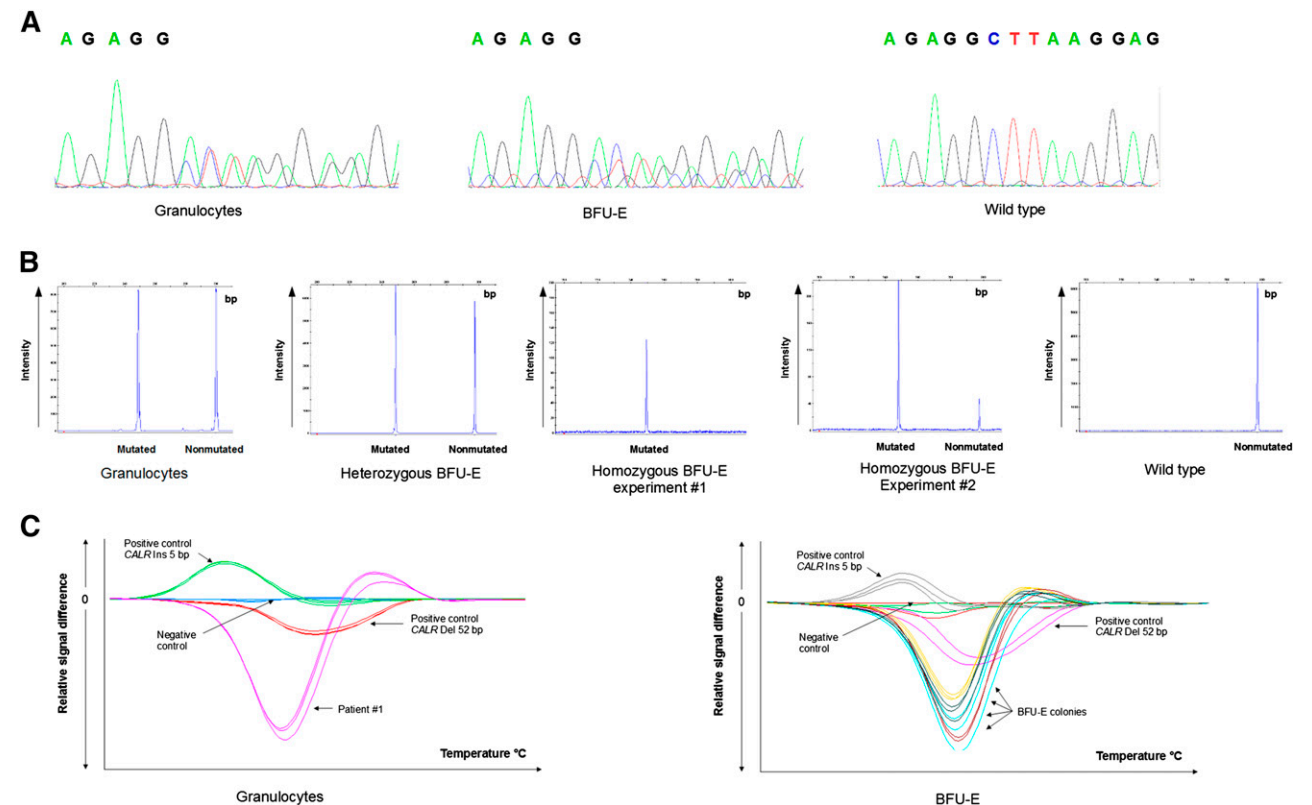 A
A G A G G
A G A G G
A G A G G C T T A A G G A G
Granulocytes
BFU-E
Wild type
B
Intensity
bp
Mutated Nonmutated
Granulocytes
Intensity
bp
Mutated Nonmutated
Heterozygous BFU-E
Intensity
bp
Mutated
Homozygous BFU-E
experiment #1
Intensity
bp
Mutated Nonmutated
Homozygous BFU-E
Experiment #2
Intensity
bp
Nonmutated
Wild type
C
Relative signal difference
0
Positive control
CALR Ins 5 bp
Negative
control
Positive control
CALR Del 52 bp
Patient #1
Temperature °C
Granulocytes
Relative signal difference
0
Positive control
CALR Ins 5 bp
Negative
control
Positive control
CALR Del 52 bp
BFU-E colonies
Temperature °C
BFU-E